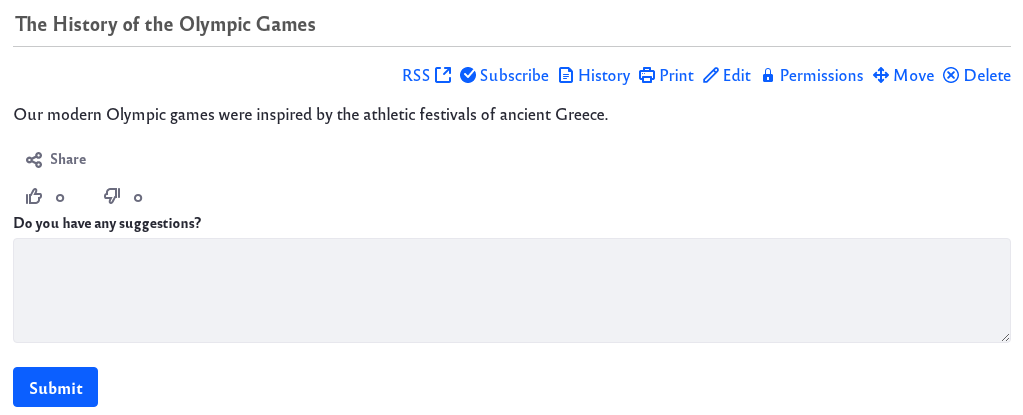 The History of the Olympic Games
RSS Subscribe History Print Edit Permissions Move Delete
Our modern Olympic games were inspired by the athletic festivals of ancient Greece.
Share
0 0
Do you have any suggestions?
Submit